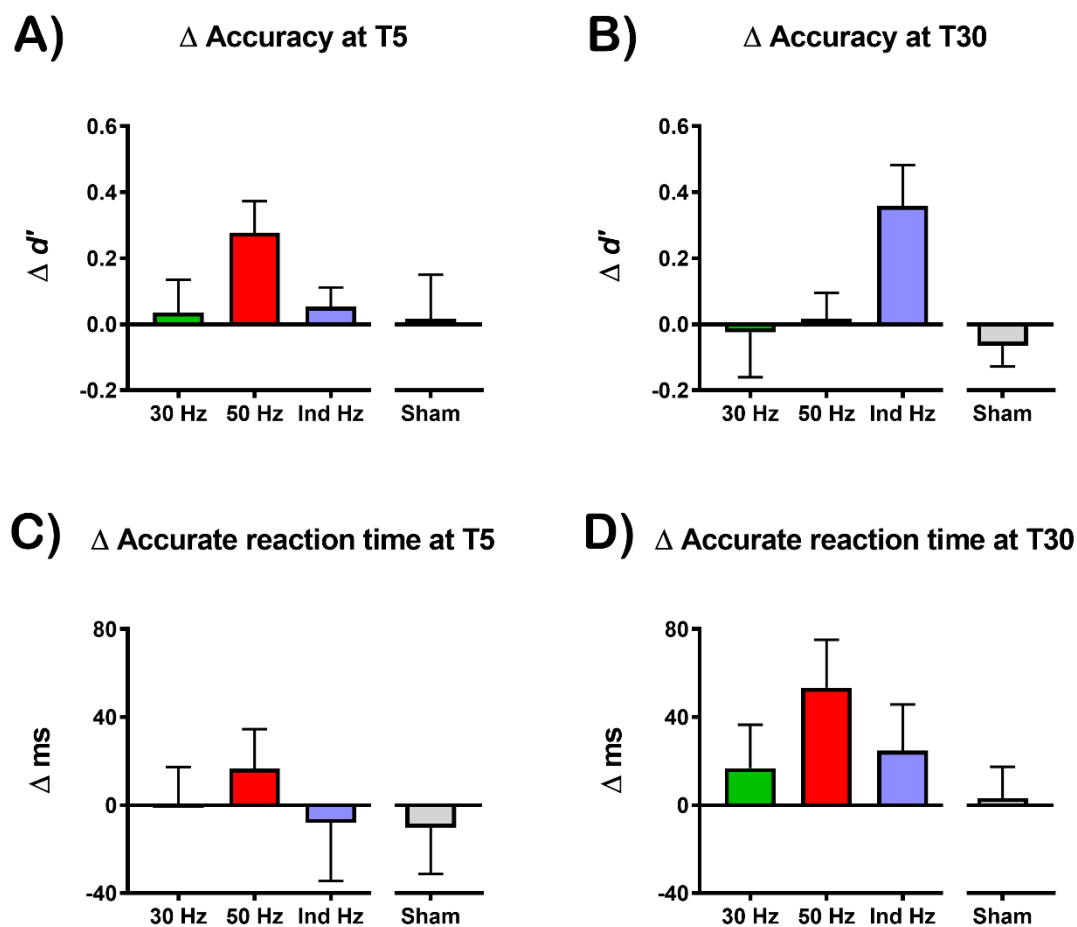 A) Δ Accuracy at T5
0.6
0.4
0.2
0.0
-0.2
Δ d'
30 Hz 50 Hz Ind Hz Sham
B) Δ Accuracy at T30
0.6
0.4
0.2
0.0
-0.2
Δ d'
30 Hz 50 Hz Ind Hz Sham
C) Δ Accurate reaction time at T5
80
40
0
-40
Δ ms
30 Hz 50 Hz Ind Hz Sham
D) Δ Accurate reaction time at T30
80
40
0
-40
Δ ms
30 Hz 50 Hz Ind Hz Sham